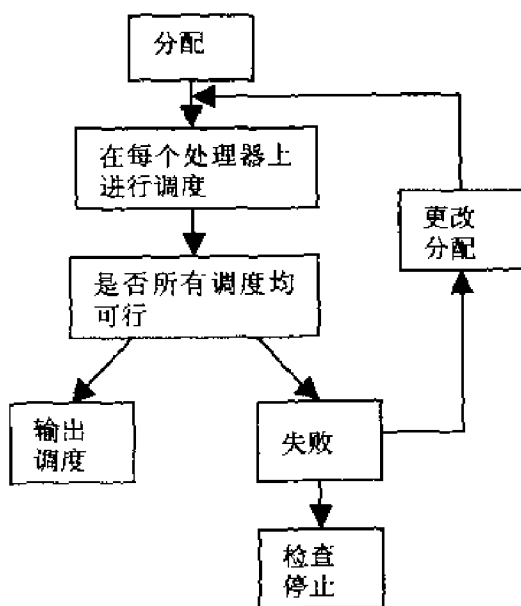 分配
在每个处理器上
进行调度
更改
分配
是否所有调度均
可行
输出
调度
失败
检查
停止